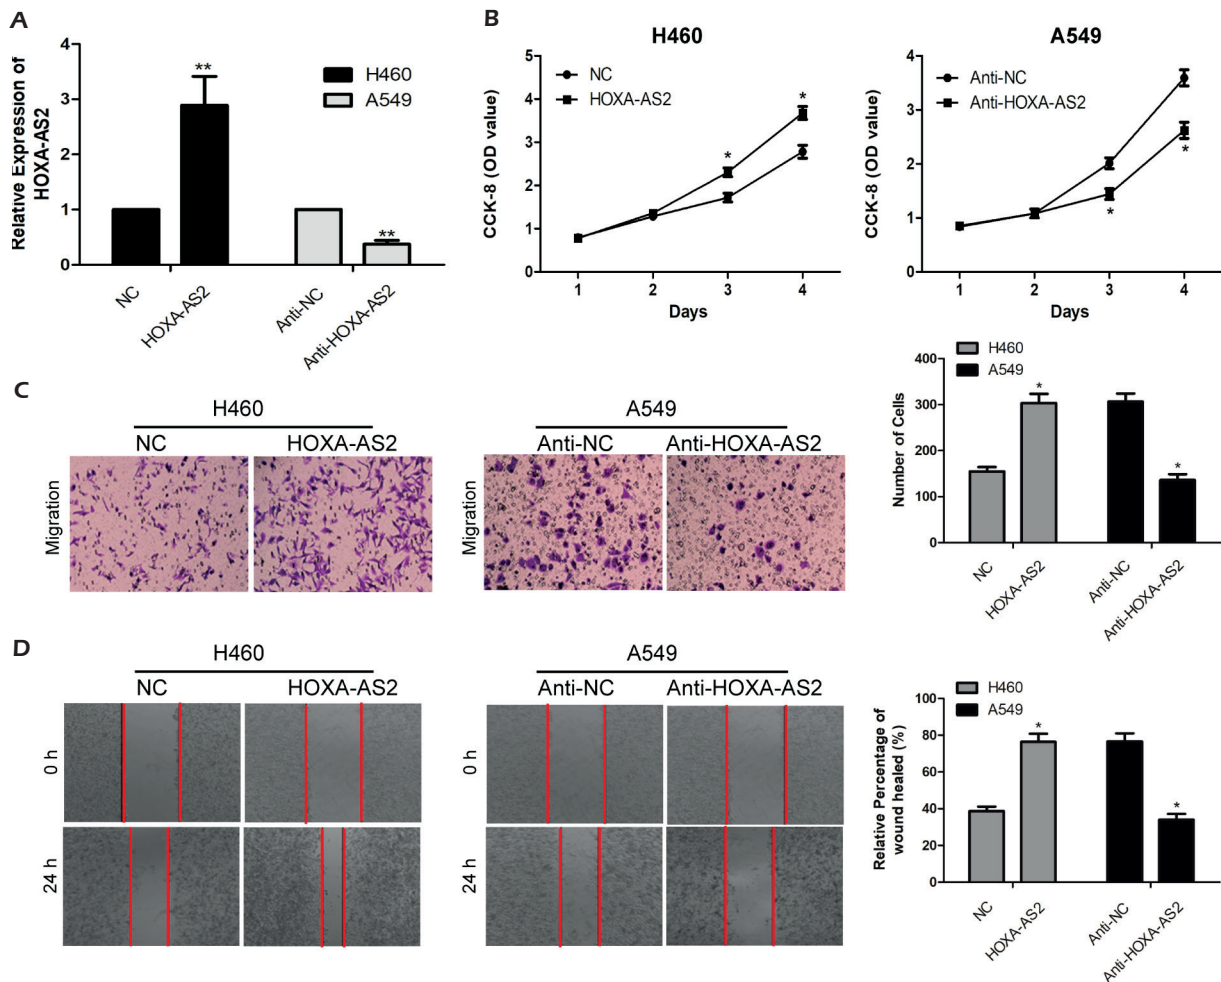 A
Relative Expression of
HOXA-AS2
4
3
2
1
0
**
**
H460
A549
NC
HOXA-AS2
Anti-NC
Anti-HOXA-AS2
B
H460
CCK-8 (OD value)
5
4
3
2
1
0
NC
HOXA-AS2
*
*
1 2 3 4
Days
A549
CCK-8 (OD value)
4
3
2
1
0
Anti-NC
Anti-HOXA-AS2
*
*
1 2 3 4
Days
C
H460
NC HOXA-AS2
Migration
A549
Anti-NC Anti-HOXA-AS2
Migration
Number of Cells
400
300
200
100
0
H460
A549
*
*
NC
HOXA-AS2
Anti-NC
Anti-HOXA-AS2
D
H460
NC HOXA-AS2
0 h
24 h
A549
Anti-NC Anti-HOXA-AS2
0 h
24 h
Relative Percentage of
wound healed (%)
100
80
60
40
20
0
H460
A549
*
*
NC
HOXA-AS2
Anti-NC
Anti-HOXA-AS2